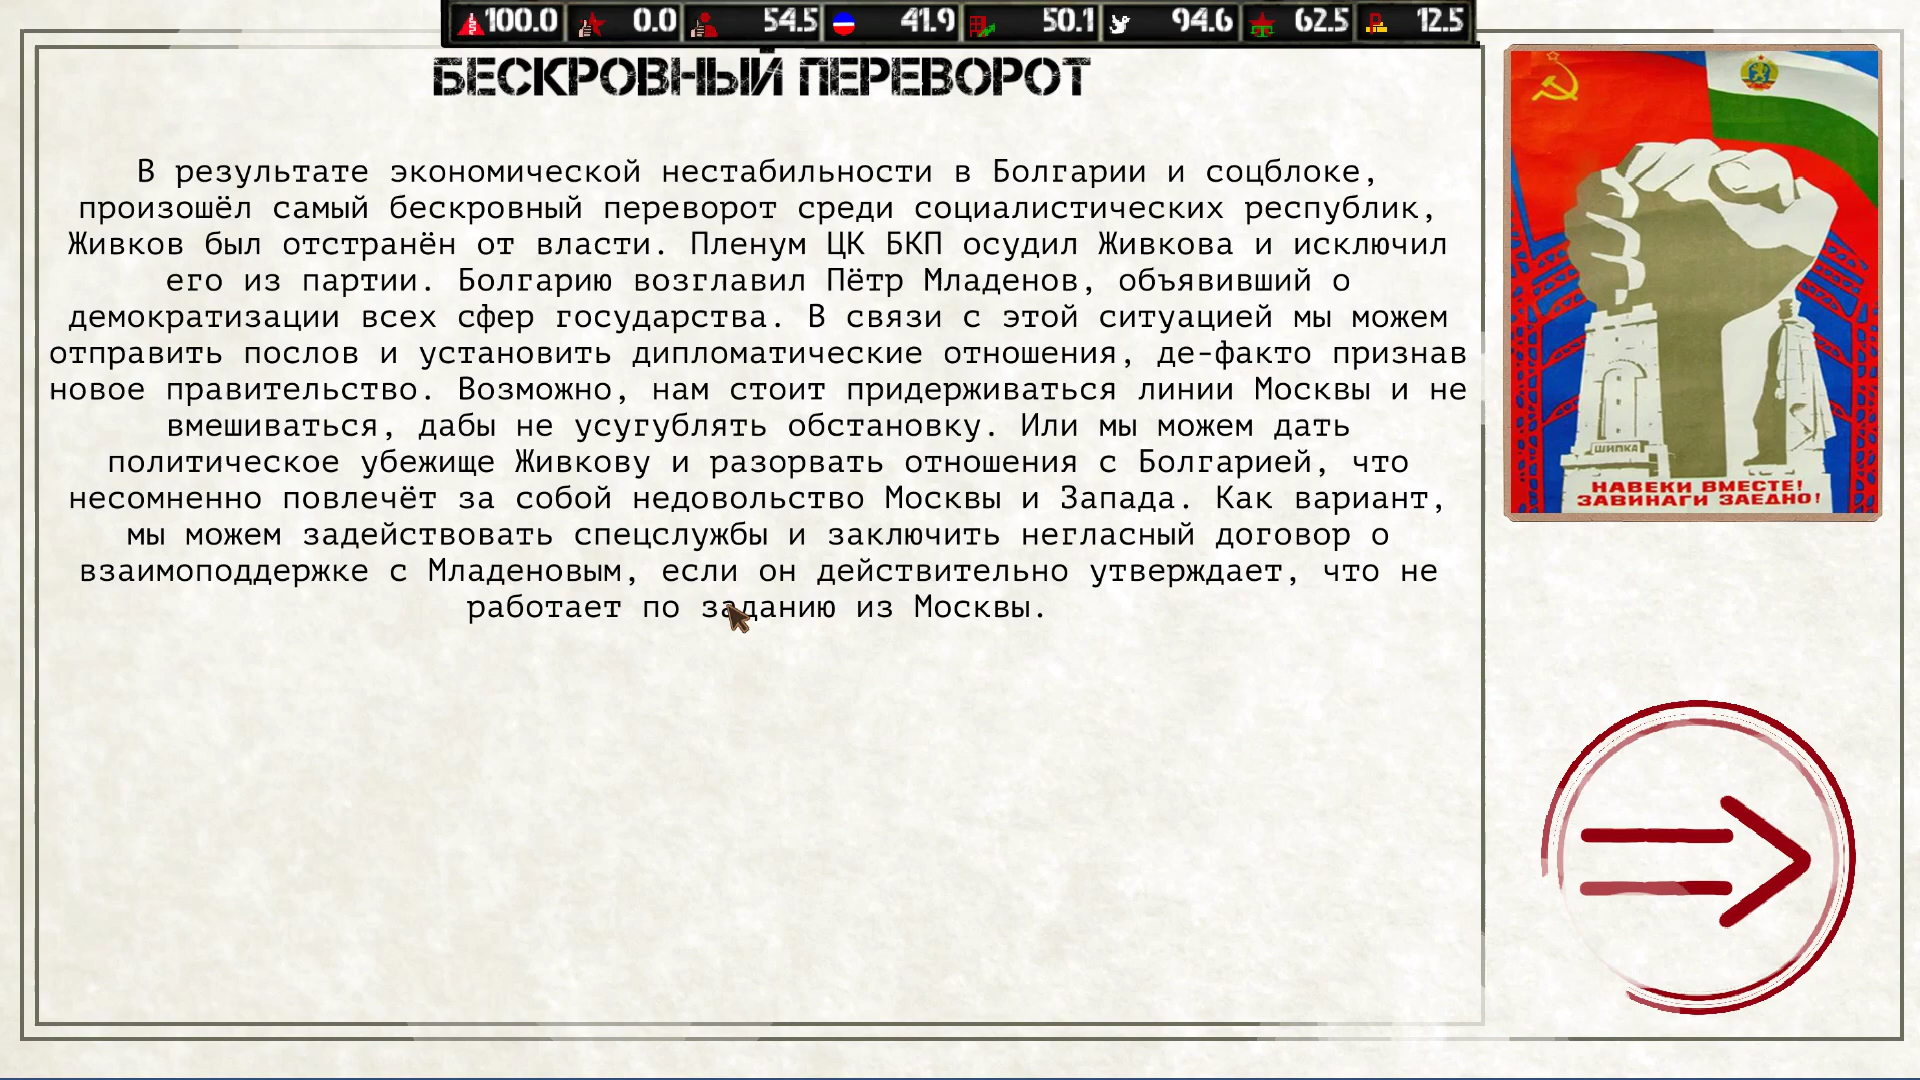 100.0 0.0 54.5 41.9 50.1 94.6 62.5 12.5
БЕСКРОВНЫЙ ПЕРЕВОРОТ
В результате экономической нестабильности в Болгарии и соцблоке,
произошёл самый бескровный переворот среди социалистических республик,
Живков был отстранён от власти. Пленум ЦК БКП осудил Живкова и исключил
его из партии. Болгарию возглавил Пётр Младенов, объявивший о
демократизации всех сфер государства. В связи с этой ситуацией мы можем
отправить послов и установить дипломатические отношения, де-факто признав
новое правительство. Возможно, нам стоит придерживаться линии Москвы и не
вмешиваться, дабы не усугублять обстановку. Или мы можем дать
политическое убежище Живкову и разорвать отношения с Болгарией, что
несомненно повлечёт за собой недовольство Москвы и Запада. Как вариант,
мы можем задействовать спецслужбы и заключить негласный договор о
взаимоподдержке с Младеновым, если он действительно утверждает, что не
работает по заданию из Москвы.
ШИПКА
НАВЕКИ ВМЕСТЕ!
ЗАВИНАГИ ЗАЕДНО!